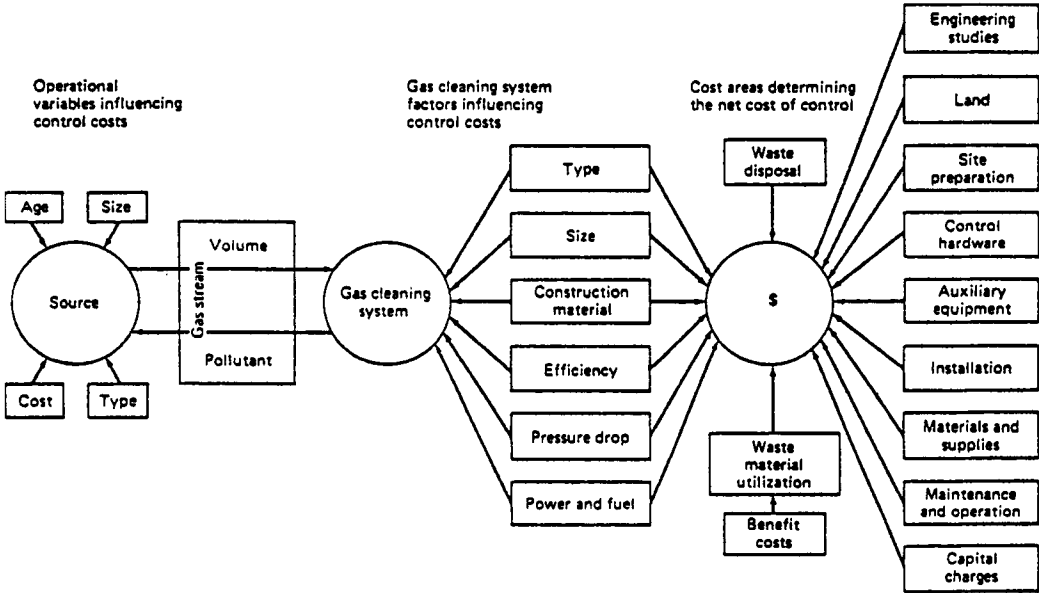 Operational
variables influencing
control costs
Age
Size
Source
Cost
Type
Volume
Gas stream
Pollutant
Gas cleaning
system
Gas cleaning system
factors influencing
control costs
Type
Size
Construction
material
Efficiency
Pressure drop
Power and fuel
Cost areas determining
the net cost of control
Waste
disposal
$
Waste
material
utilization
Benefit
costs
Engineering
studies
Land
Site
preparation
Control
hardware
Auxiliary
equipment
Installation
Materials and
supplies
Maintenance
and operation
Capital
charges